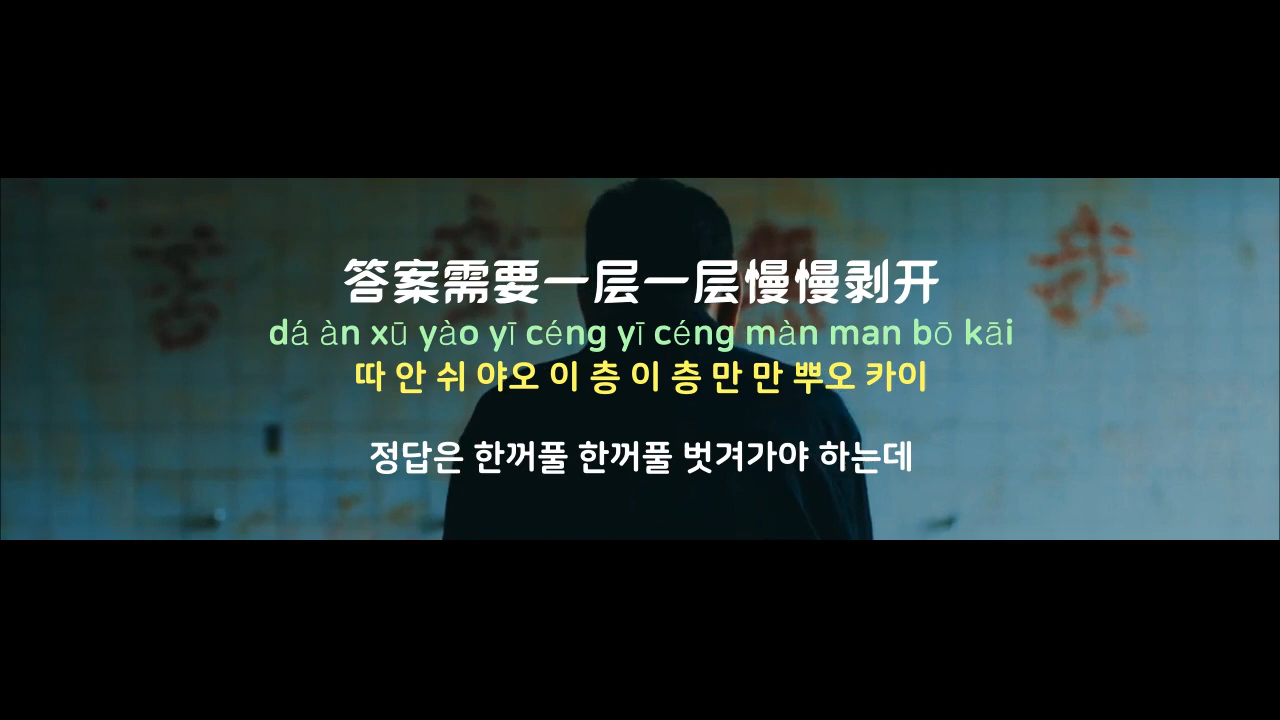 答案需要一层一层慢慢剥开
dá àn xū yào yī céng yī céng màn man bō kāi
따 안 쉬 야오 이 층 이 층 만 만 뿌오 카이
정답은 한꺼풀 한꺼풀 벗겨가야 하는데